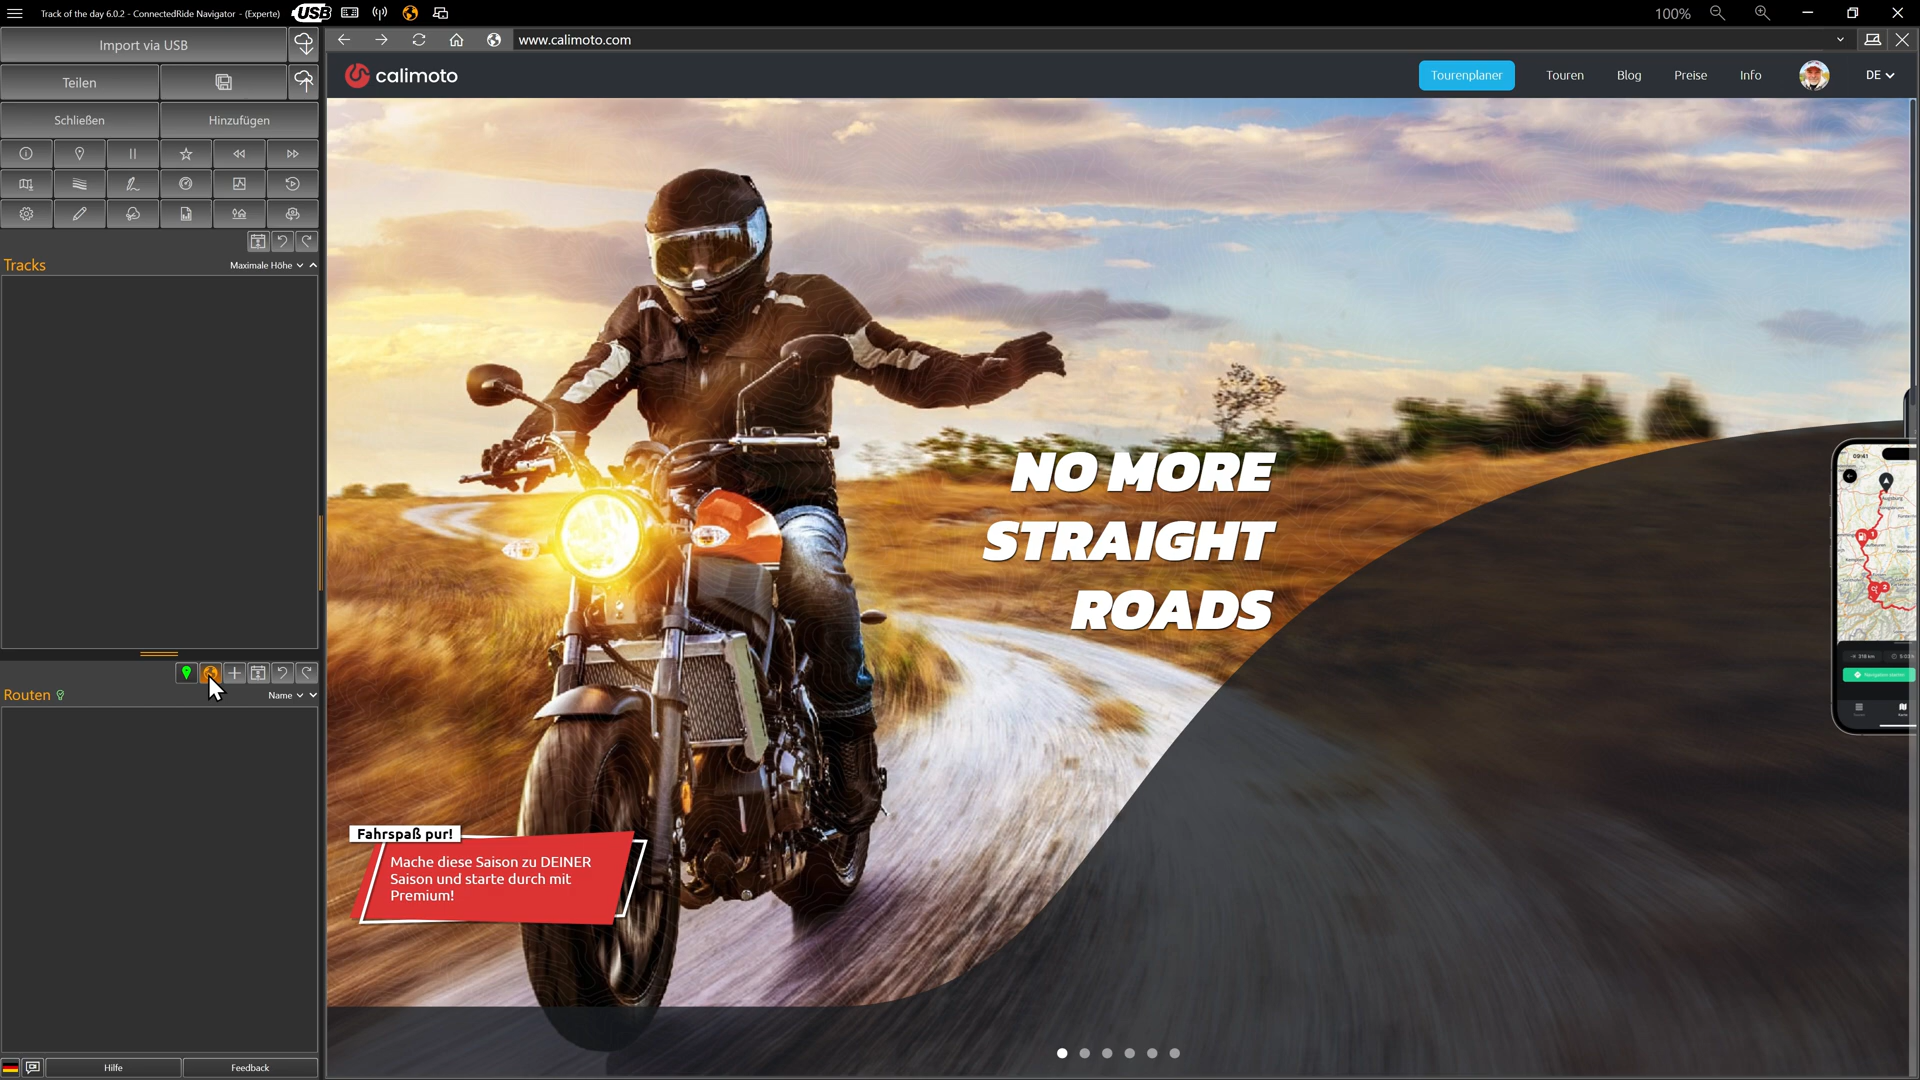 Track of the day 6.0.2 - ConnectedRide Navigator - (Experte)
USB
100%
Import via USB
Teilen
Schließen
Hinzufügen
Tracks
Maximale Höhe
Routen
Name
Hilfe
Feedback
www.calimoto.com
calimoto
Tourenplaner
Touren
Blog
Preise
Info
DE
NO MORE
STRAIGHT
ROADS
Fahrspaß pur!
Mache diese Saison zu DEINER
Saison und starte durch mit
Premium!
09:41